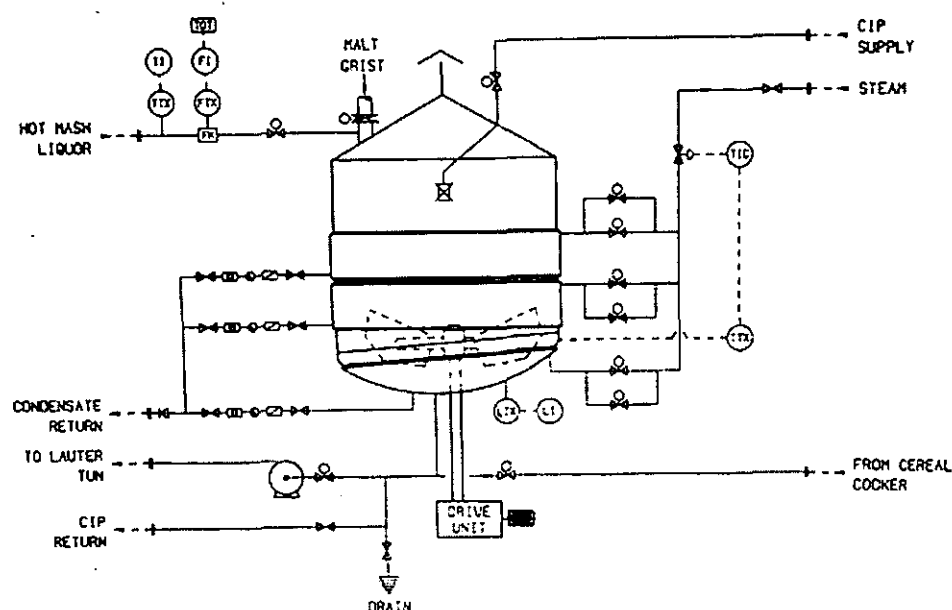 TOT
TI
FI
TTX
FTX
FX
MALT
GRIST
HOT MASH
LIQUOR
CIP
SUPPLY
STEAM
TIC
TTX
LTX
LI
CONDENSATE
RETURN
TO LAUTER
TUN
CIP
RETURN
DRIVE
UNIT
FROM CEREAL
COCKER
DRAIN